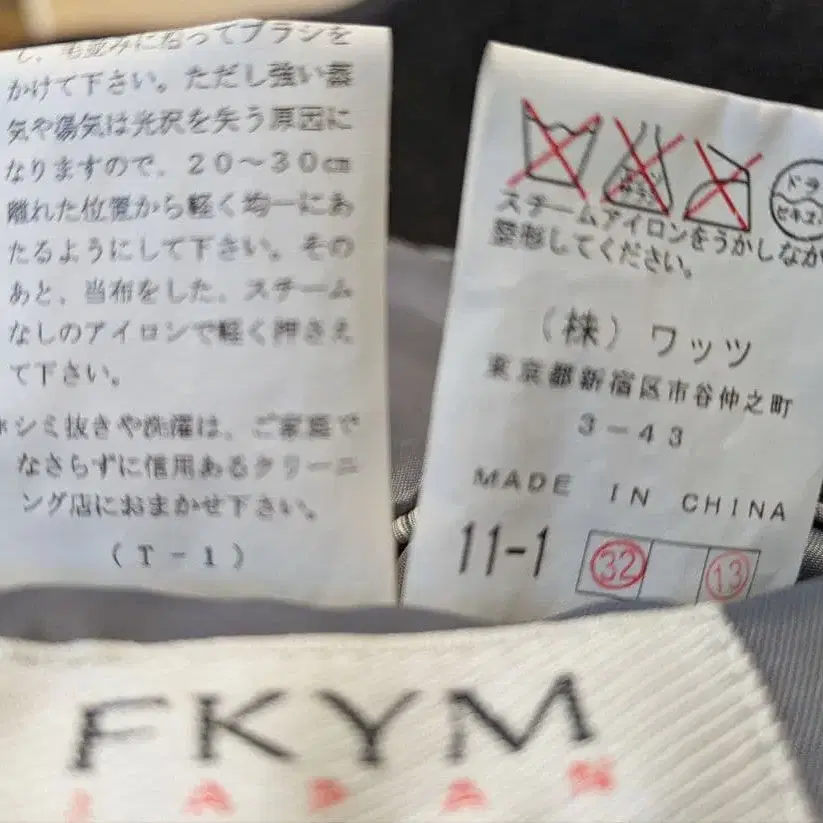 し、毛並みに沿ってブラシを
かけて下さい。ただし強い蒸
気や湯気は光沢を失う原因に
なりますので、20〜30㎝
離れた位置から軽く均一にあ
たるようにして下さい。その
あと、当布をした、スチーム
なしのアイロンで軽く押さえ
て下さい。
*シミ抜きや洗濯は、ご家庭で
なさらずに信用あるクリーニ
ング店におまかせ下さい。
(T-1)
ドラ
セキユ
スチームアイロンをうかしなが
整形してください。
(株)ワッツ
東京都新宿区市谷仲之町
3-43
MADE IN CHINA
11-1 32 13
FKYM
JAPAN